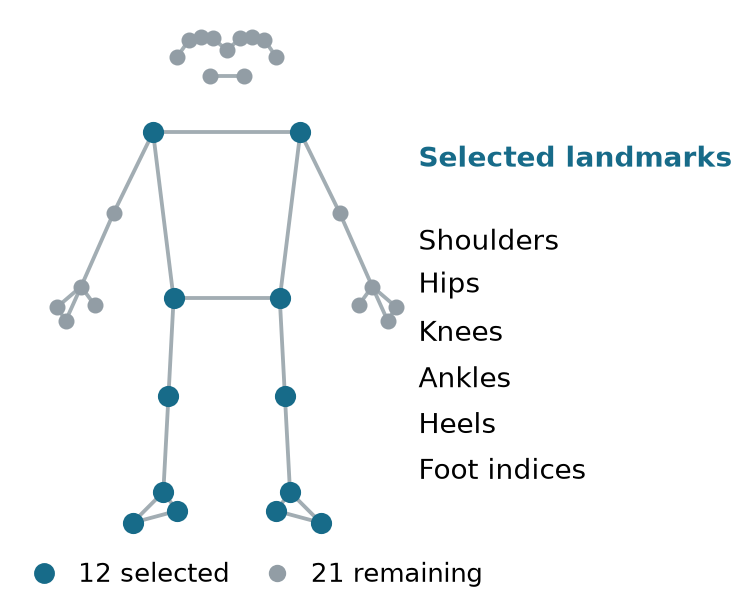 Selected landmarks
Shoulders
Hips
Knees
Ankles
Heels
Foot indices
12 selected
21 remaining